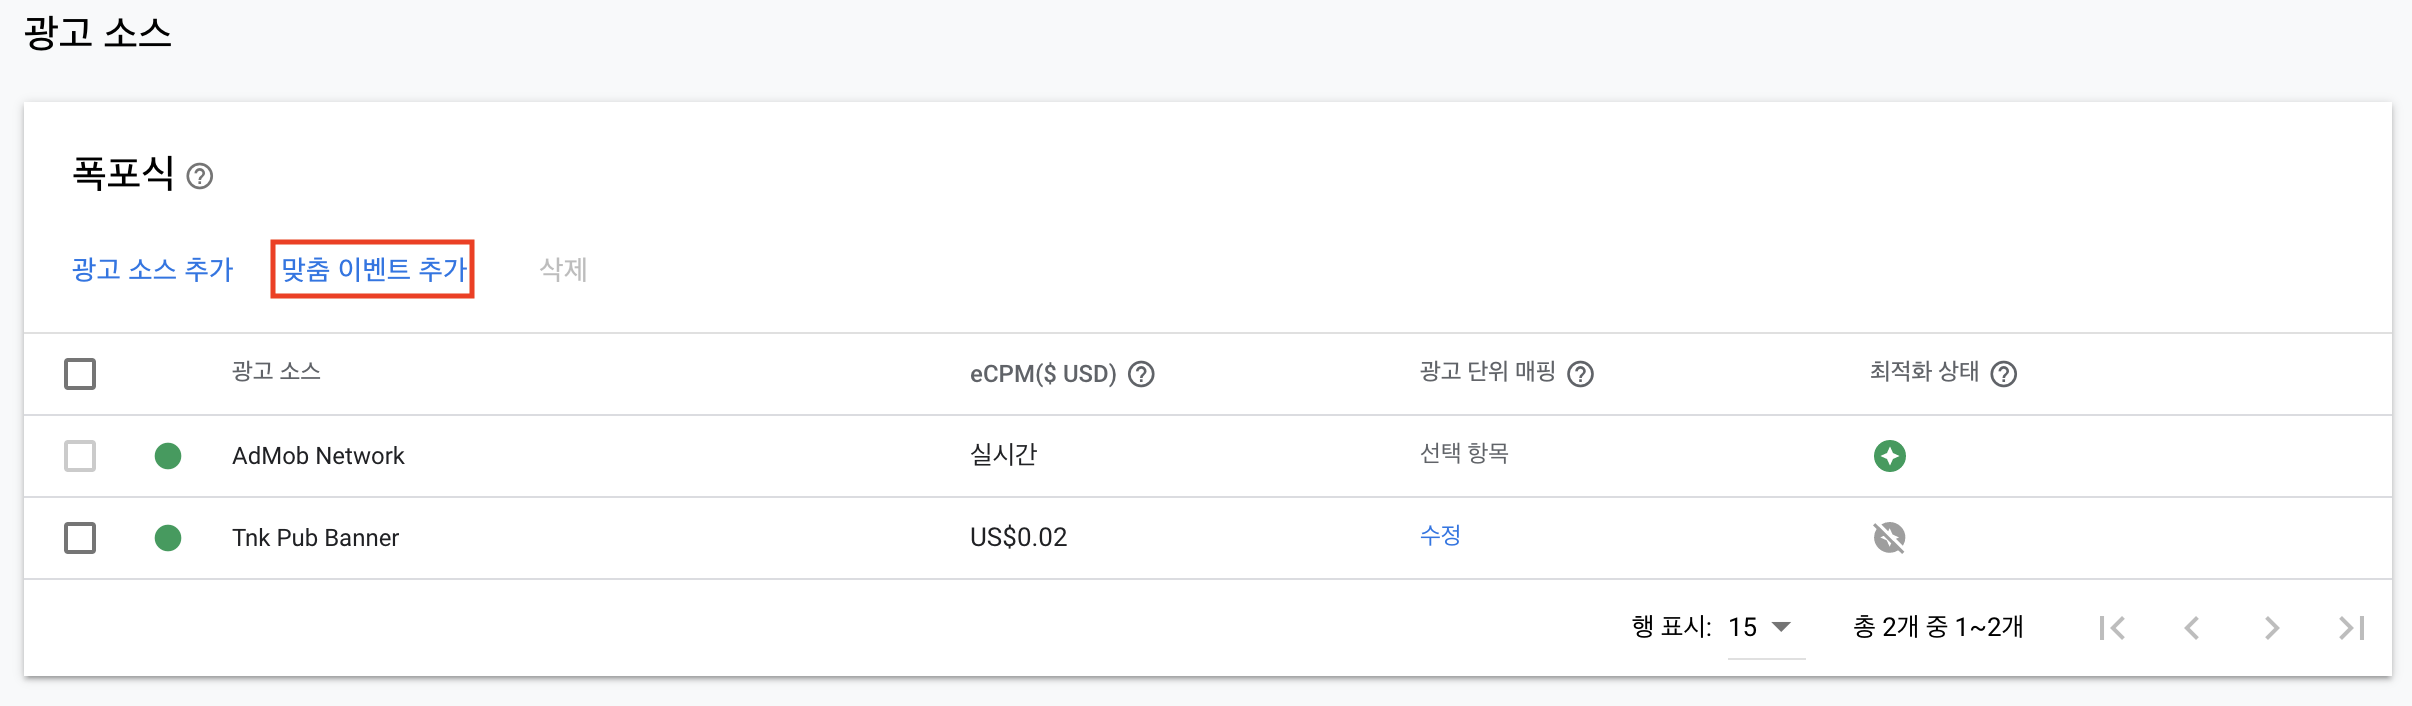 광고 소스
폭포식
광고 소스 추가 맞춤 이벤트 추가 삭제
광고 소스 eCPM($ USD) 광고 단위 매핑 최적화 상태
AdMob Network 실시간 선택 항목
Tnk Pub Banner US$0.02 수정
행 표시: 15 총 2개 중 1~2개